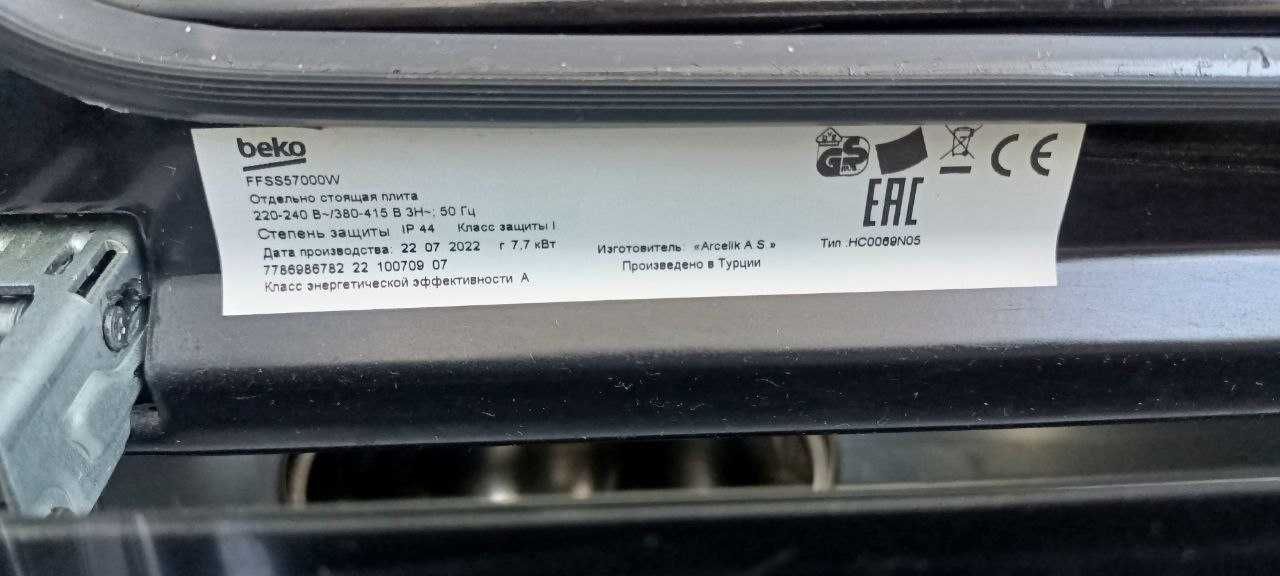 beko
FFSS57000W
Отдельно стоящая плита
220-240 В~/380-415 В 3Н~; 50 Гц
Степень защиты IP 44 Класс защиты I
Дата производства: 22 07 2022 г 7,7 кВт
7786986782 22 100709 07
Класс энергетической эффективности A
Изготовитель: «Arcelik A.S.»
Произведено в Турции
GS
CE
EAC
Тип :HC0069N05